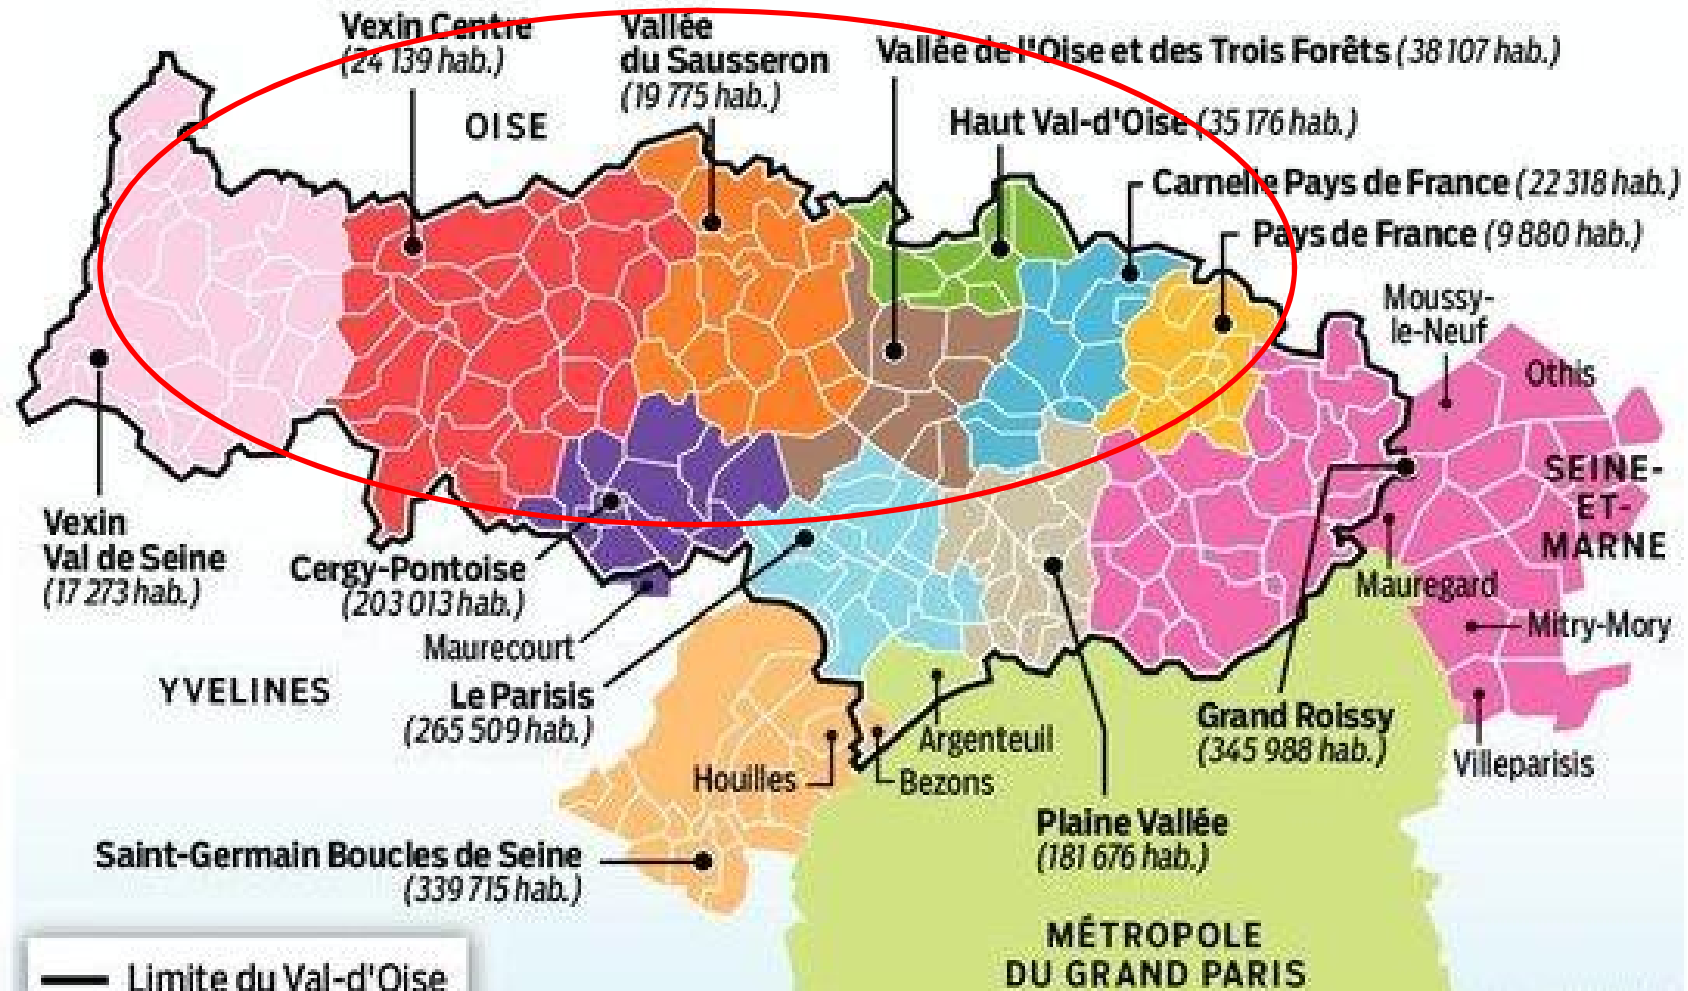 Vexin Centre
(24 139 hab.)
Vallée
du Sausseron
(19 775 hab.)
Vallée de l'Oise et des Trois Forêts (38 107 hab.)
OISE
Haut Val-d'Oise (35 176 hab.)
Carnelle Pays de France (22 318 hab.)
Pays de France (9 880 hab.)
Moussy-
le-Neuf
Othis
SEINE-
ET-
MARNE
Vexin
Val de Seine
(17 273 hab.)
Cergy-Pontoise
(203 013 hab.)
Maurecourt
Mauregard
Mitry-Mory
YVELINES
Le Parisis
(265 509 hab.)
Grand Roissy
(345 988 hab.)
Argenteuil
Houilles
Bezons
Villeparisis
Plaine Vallée
(181 676 hab.)
Saint-Germain Boucles de Seine
(339 715 hab.)
MÉTROPOLE
DU GRAND PARIS
Limite du Val-d'Oise